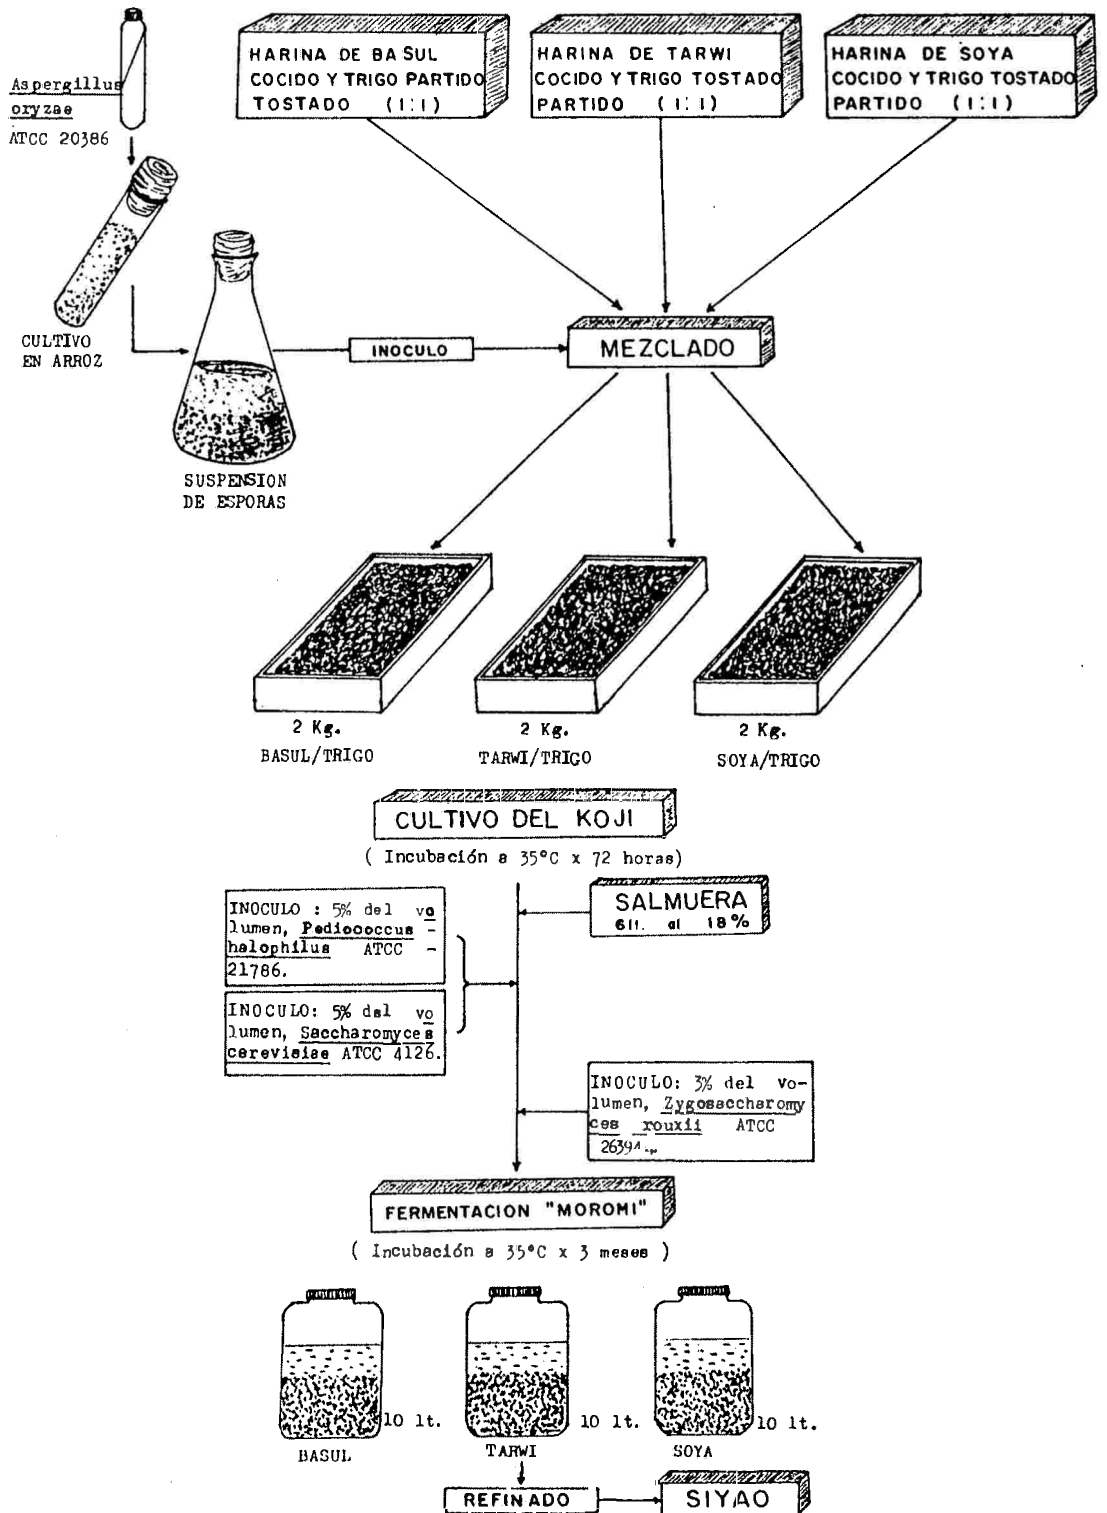 Aspergillus
oryzae
ATCC 20386
HARINA DE BASUL
COCIDO Y TRIGO PARTIDO
TOSTADO (1:1)
HARINA DE TARWI
COCIDO Y TRIGO TOSTADO
PARTIDO (1:1)
HARINA DE SOYA
COCIDO Y TRIGO TOSTADO
PARTIDO (1:1)
CULTIVO
EN ARROZ
SUSPENSION
DE ESPORAS
INOCULO
MEZCLADO
2 Kg.
BASUL/TRIGO
2 Kg.
TARWI/TRIGO
2 Kg.
SOYA/TRIGO
CULTIVO DEL KOJI
( Incubación a 35°C x 72 horas)
INOCULO : 5% del vo
lumen, Pediococcus -
halophilus ATCC -
21786.
SALMUERA
6lt. al 18%
INOCULO: 5% del vo
lumen, Saccharomyces
cerevisiae ATCC 4126.
INOCULO: 3% del vo-
lumen, Zygosaccharomy
ces rouxii ATCC
FERMENTACION "MOROMI"
( Incubación a 35°C x 3 meses )
10 lt.
BASUL
10 lt.
TARWI
10 lt.
SOYA
REFINADO
SIYAO